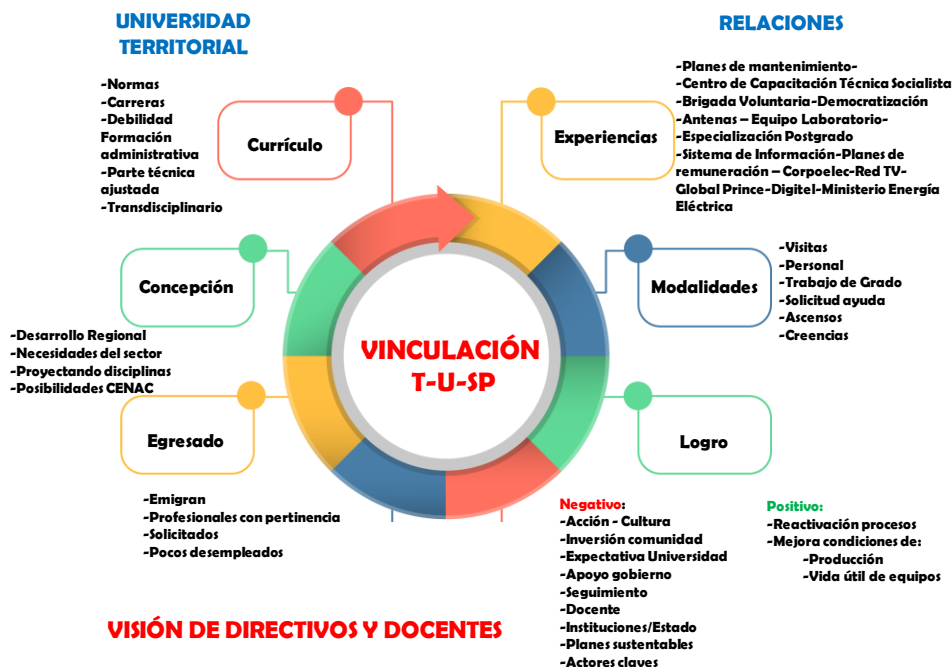 UNIVERSIDAD
TERRITORIAL
-Normas
-Carreras
-Debilidad
Formación
administrativa
-Parte técnica
ajustada
-Transdisciplinario
Currículo
Concepción
-Desarrollo Regional
-Necesidades del sector
-Proyectando disciplinas
-Posibilidades CENAC
Egresado
-Emigran
-Profesionales con pertinencia
-Solicitados
-Pocos desempleados
VINCULACIÓN
T-U-SP
RELACIONES
-Planes de mantenimiento-
-Centro de Capacitación Técnica Socialista
-Brigada Voluntaria-Democratización
-Antenas – Equipo Laboratorio-
-Especialización Postgrado
-Sistema de Información-Planes de
remuneración – Corpoelec-Red TV-
Global Prince-Digitel-Ministerio Energía
Eléctrica
Experiencias
Modalidades
-Visitas
-Personal
-Trabajo de Grado
-Solicitud ayuda
-Ascensos
-Creencias
Logro
Negativo:
-Acción - Cultura
-Inversión comunidad
-Expectativa Universidad
-Apoyo gobierno
-Seguimiento
-Docente
-Instituciones/Estado
-Planes sustentables
-Actores claves
Positivo:
-Reactivación procesos
-Mejora condiciones de:
-Producción
-Vida útil de equipos
VISIÓN DE DIRECTIVOS Y DOCENTES